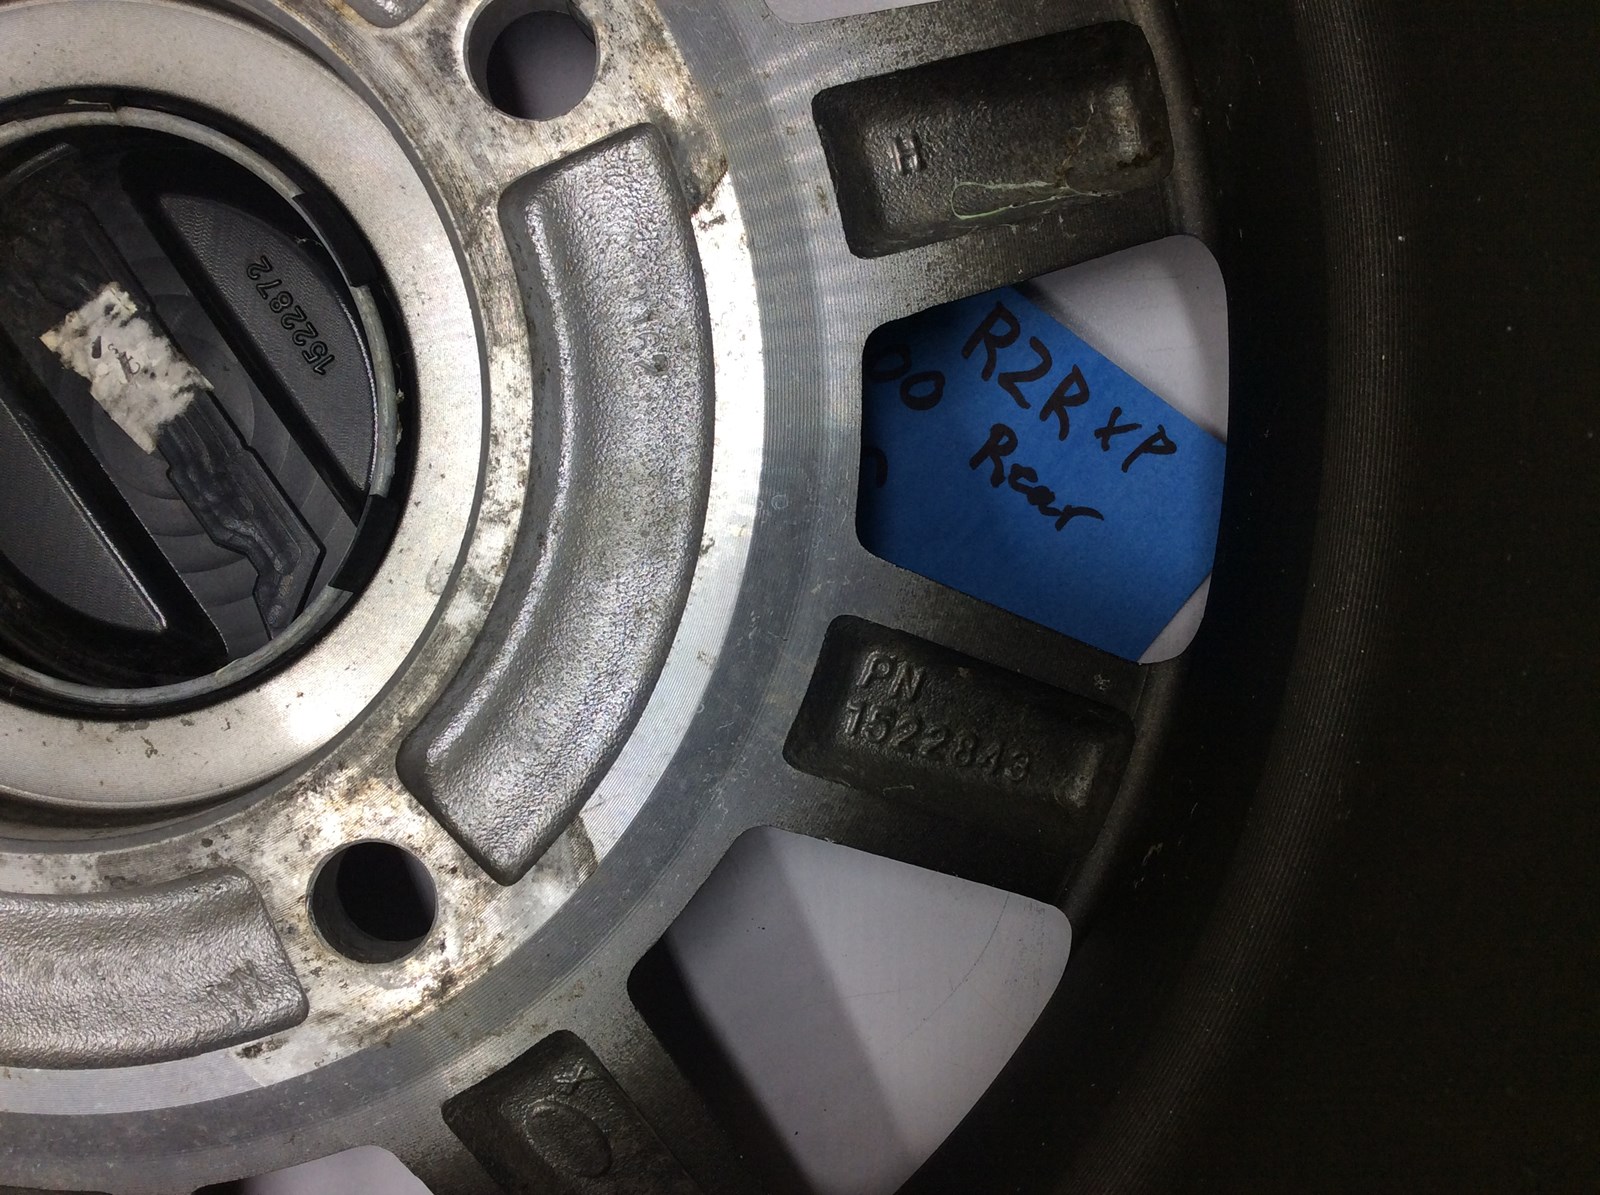 H
1522872
R2R XP
00
Rear
PN
1522843
X